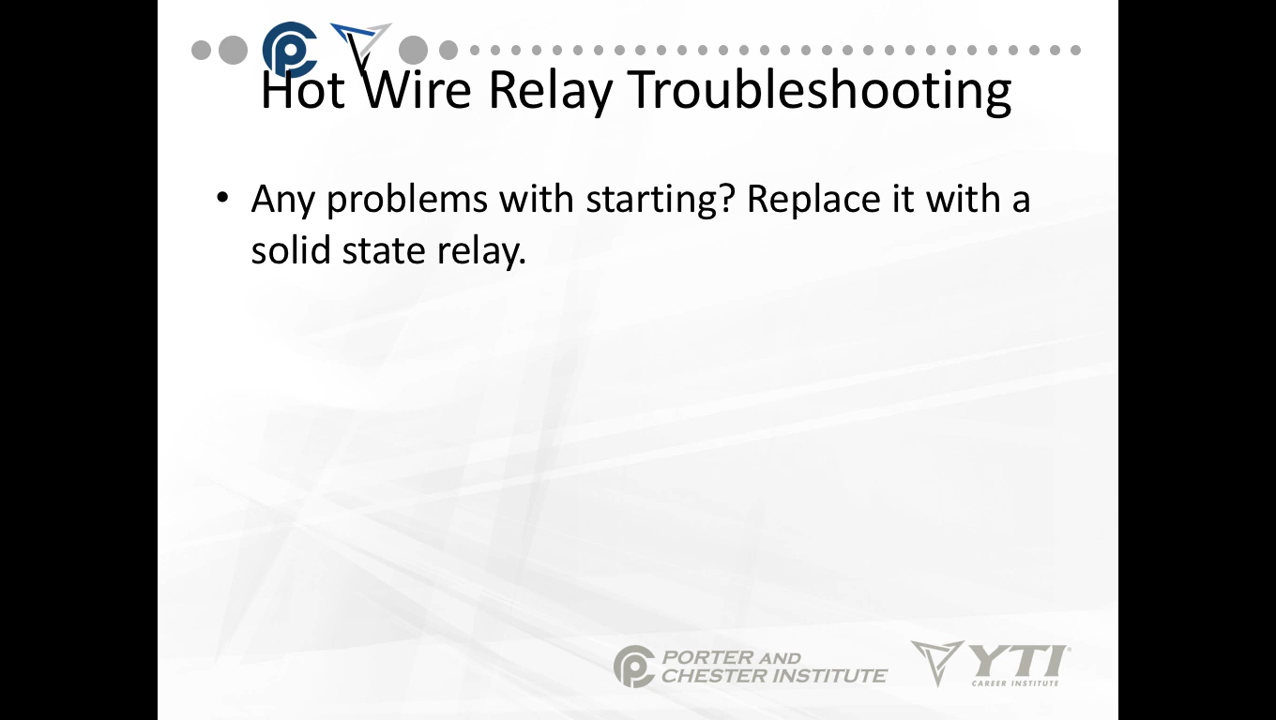 Hot Wire Relay Troubleshooting
• Any problems with starting? Replace it with a
solid state relay.
PORTER AND
CHESTER INSTITUTE
YTI
CAREER INSTITUTE